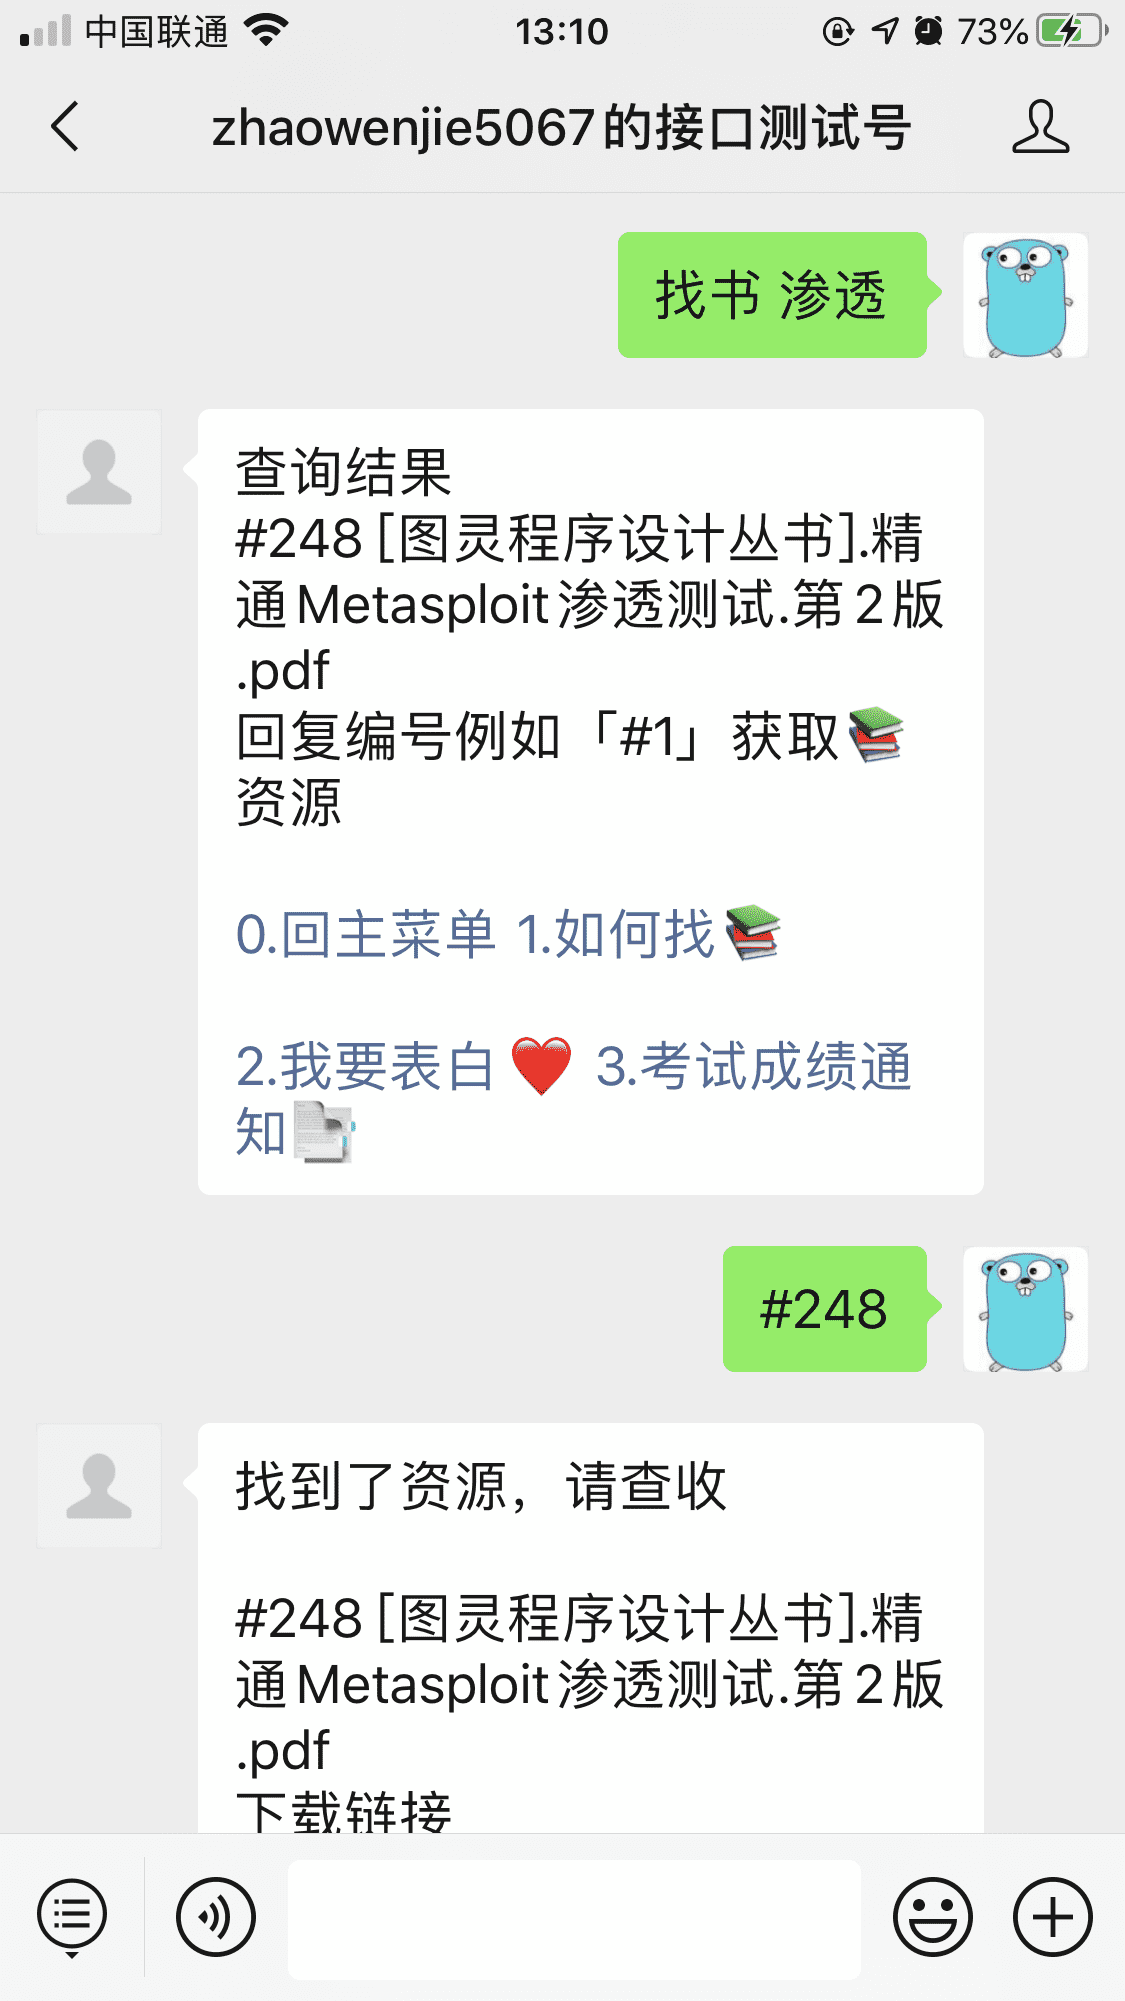 中国联通 13:10 73%
zhaowenjie5067的接口测试号
找书 渗透
查询结果
#248 [图灵程序设计丛书].精
通Metasploit渗透测试.第2版
.pdf
回复编号例如「#1」获取📚
资源
0.回主菜单 1.如何找📚
2.我要表白❤️ 3.考试成绩通
知📑
#248
找到了资源，请查收
#248 [图灵程序设计丛书].精
通Metasploit渗透测试.第2版
.pdf
下载链接